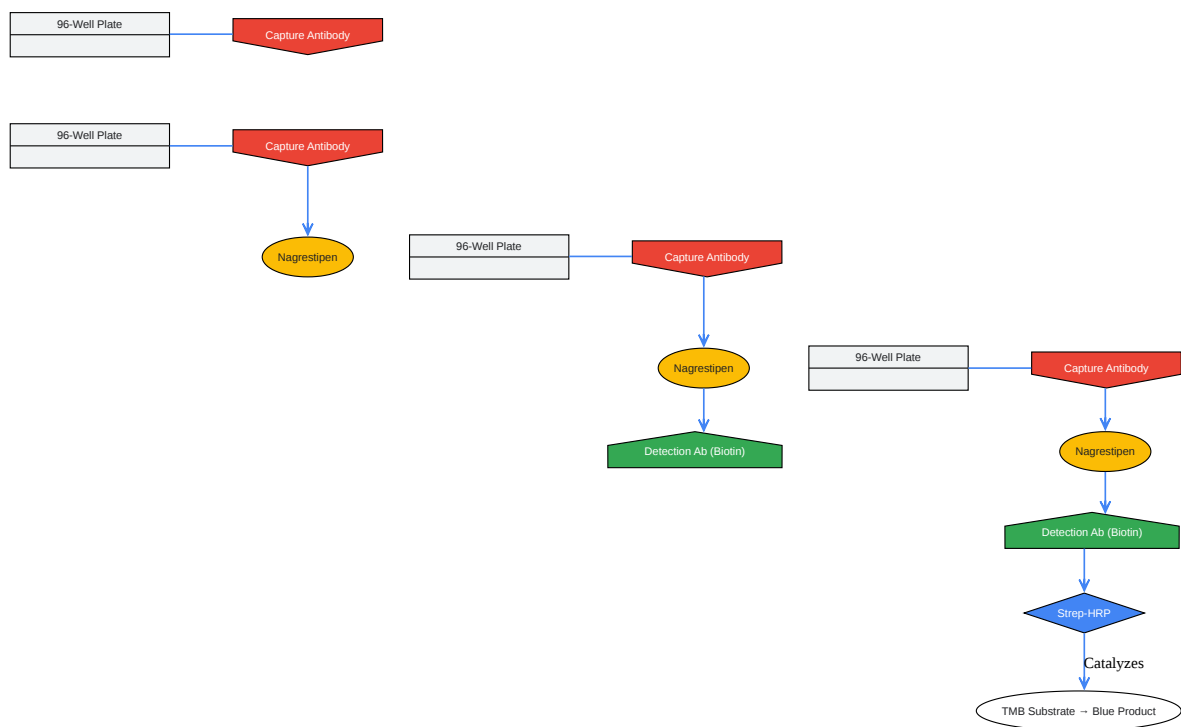 96-Well Plate
Capture Antibody
96-Well Plate
Capture Antibody
Nagrestipen
96-Well Plate
Capture Antibody
Nagrestipen
Detection Ab (Biotin)
96-Well Plate
Capture Antibody
Nagrestipen
Detection Ab (Biotin)
Strep-HRP
Catalyzes
TMB Substrate → Blue Product